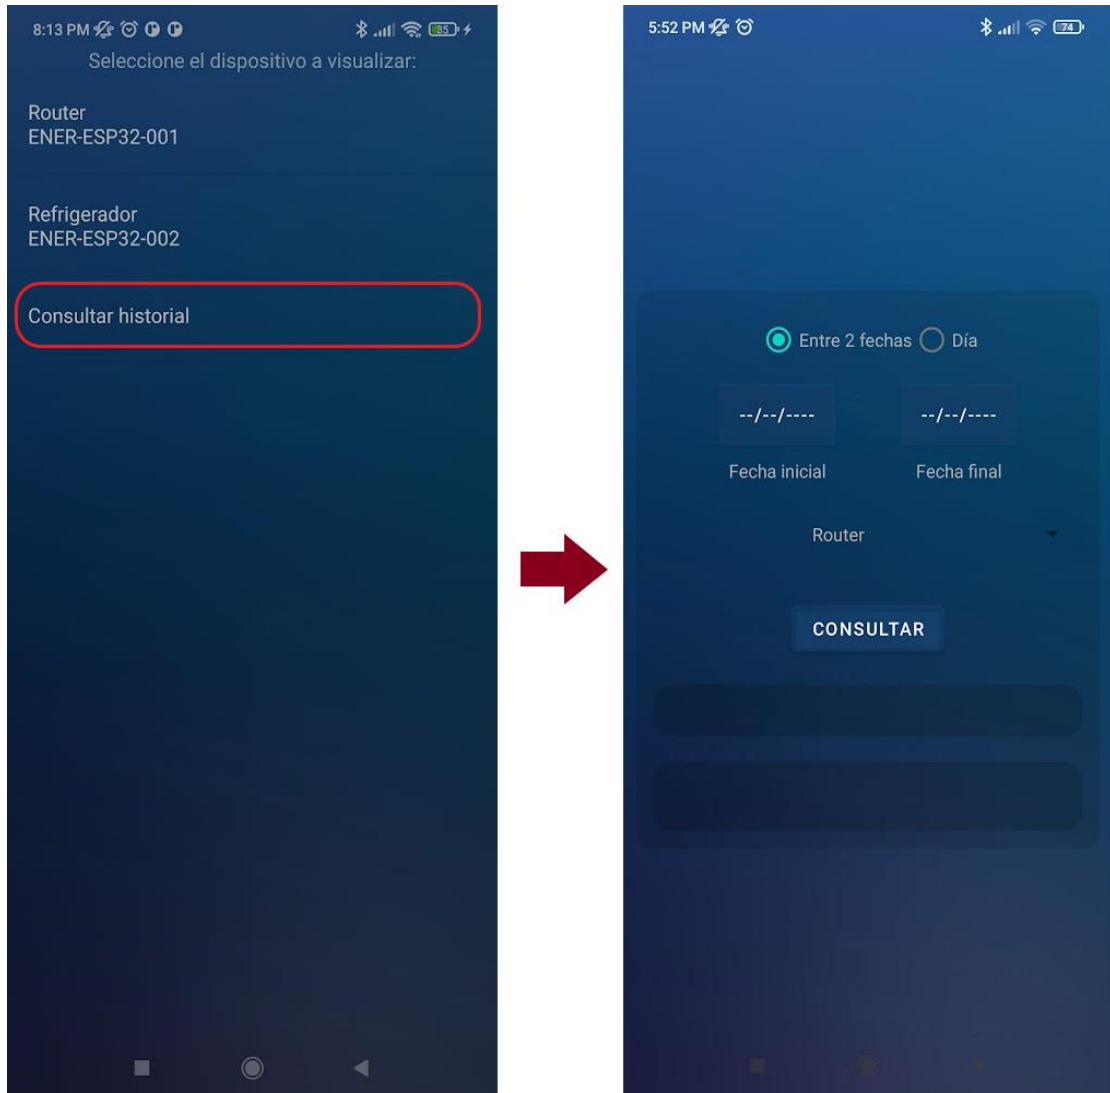 8:13 PM
35
Seleccione el dispositivo a visualizar:
Router
ENER-ESP32-001
Refrigerador
ENER-ESP32-002
Consultar historial
5:52 PM
74
Entre 2 fechas Día
--/--/---- --/--/----
Fecha inicial Fecha final
Router
CONSULTAR